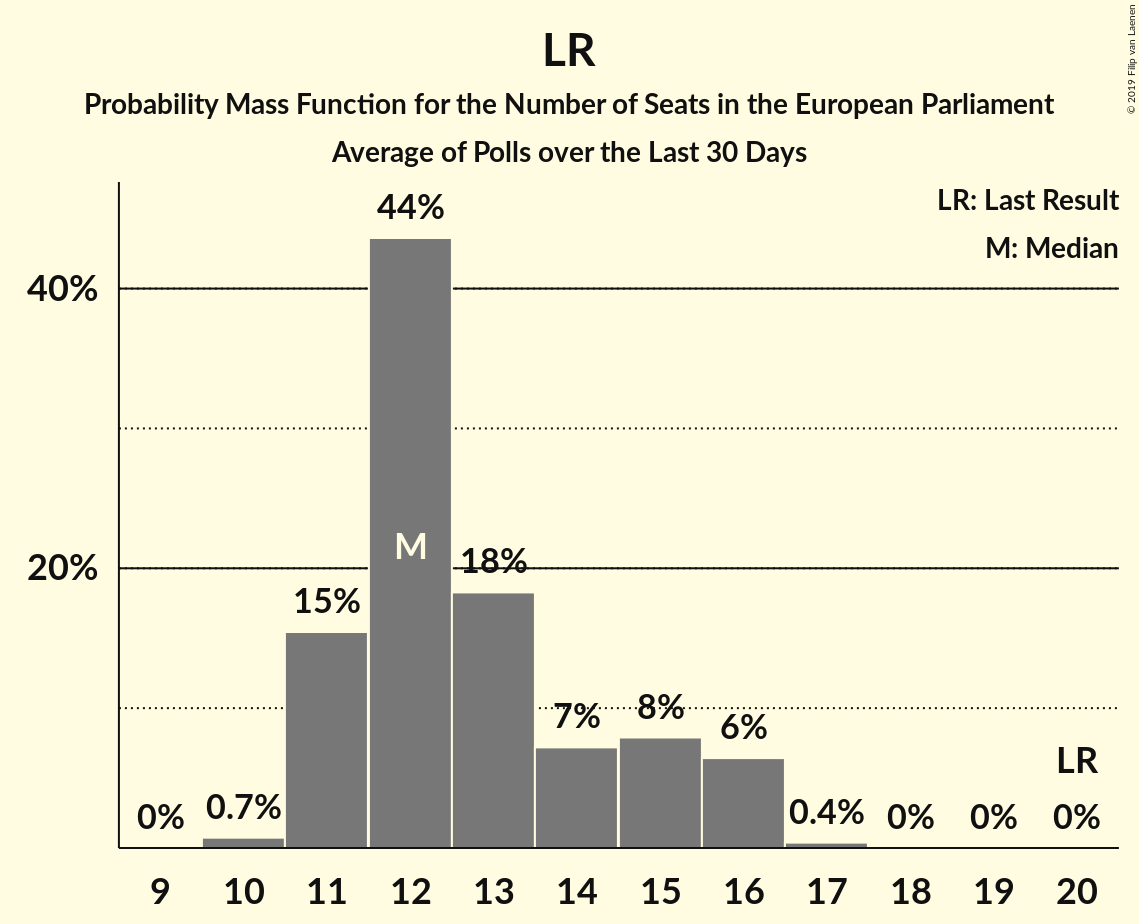 LR
Probability Mass Function for the Number of Seats in the European Parliament
Average of Polls over the Last 30 Days
© 2019 Filip van Laenen
LR: Last Result
M: Median
44%
40%
M
18%
20%
15%
7%
8%
6%
LR
0%
0.7%
0.4%
0%
0%
0%
9 10 11 12 13 14 15 16 17 18 19 20